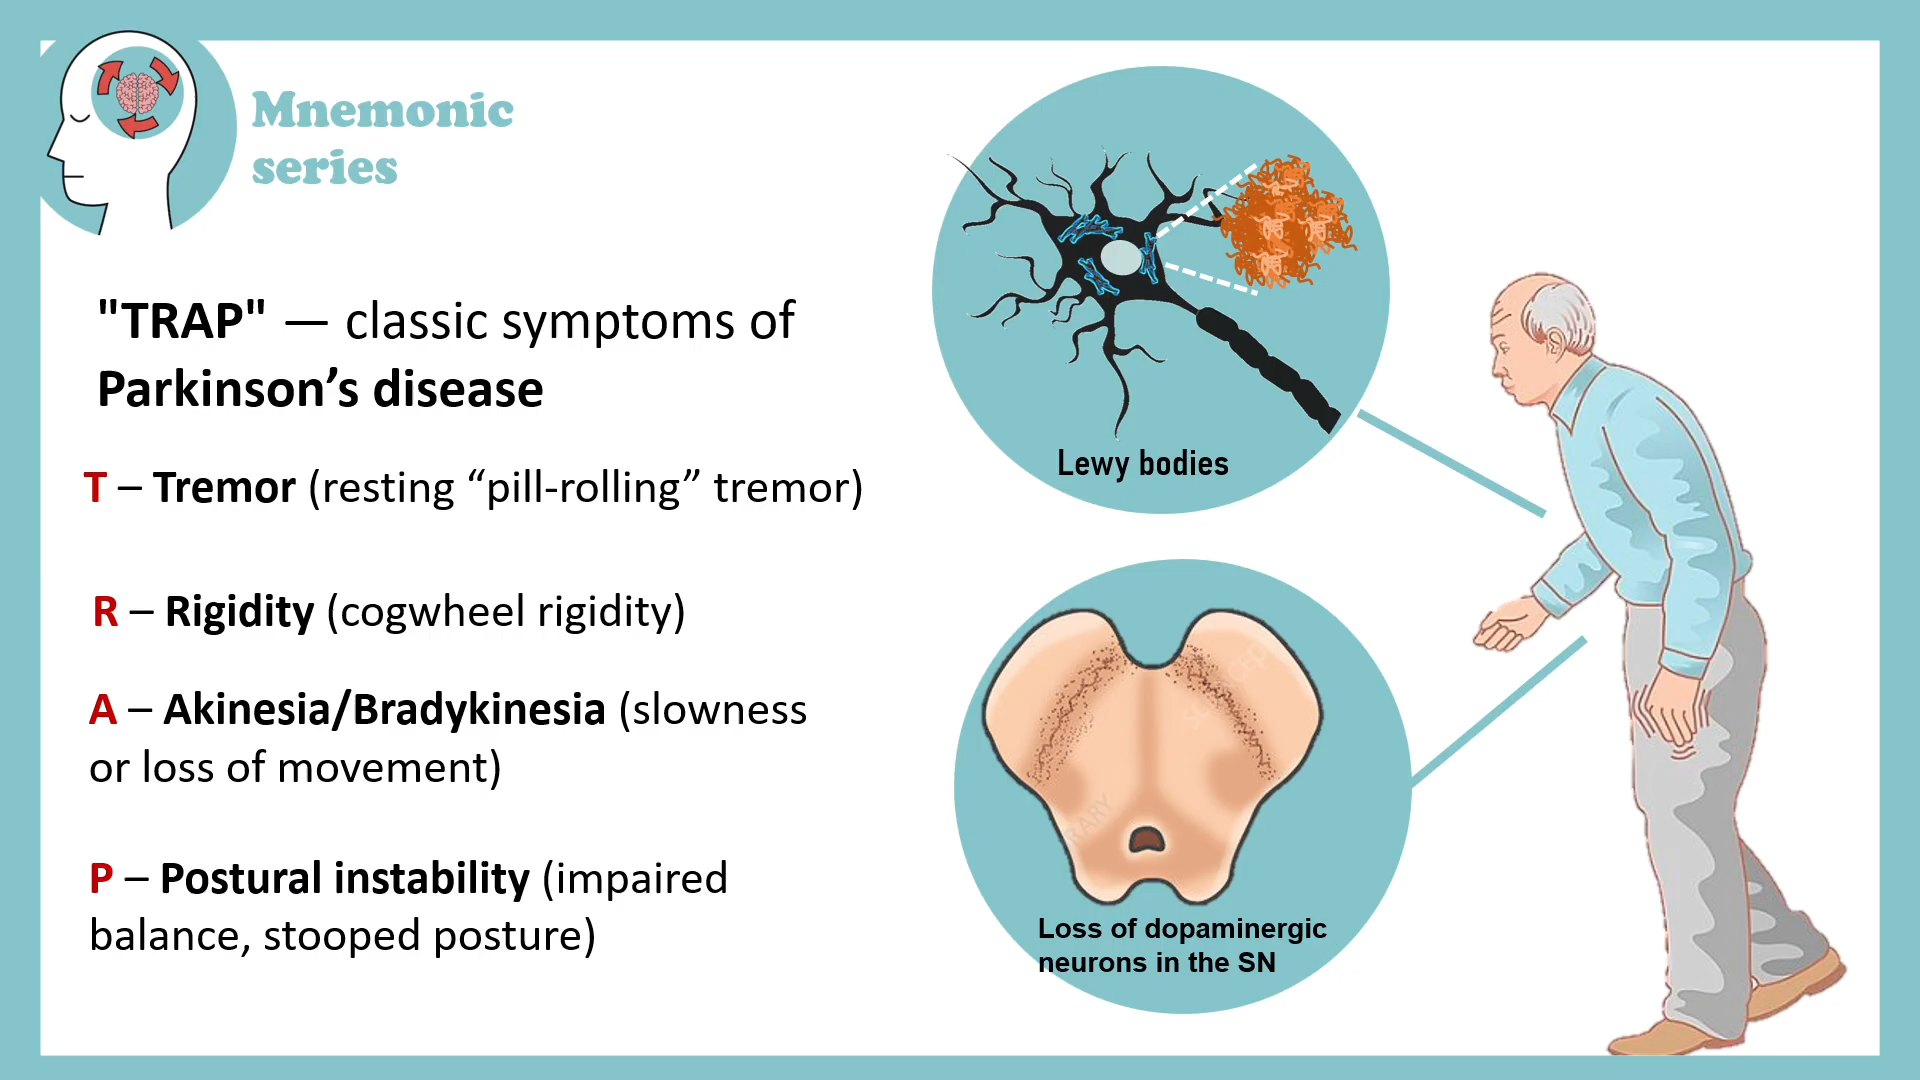 Mnemonic
series
"TRAP" — classic symptoms of
Parkinson’s disease
T – Tremor (resting “pill-rolling” tremor)
R – Rigidity (cogwheel rigidity)
A – Akinesia/Bradykinesia (slowness
or loss of movement)
P – Postural instability (impaired
balance, stooped posture)
Lewy bodies
Loss of dopaminergic
neurons in the SN